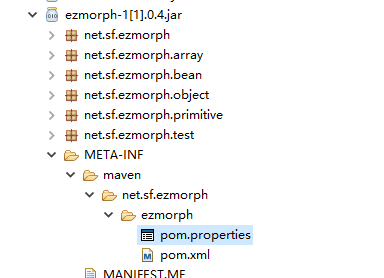 ezmorph-1[1].0.4.jar
net.sf.ezmorph
net.sf.ezmorph.array
net.sf.ezmorph.bean
net.sf.ezmorph.object
net.sf.ezmorph.primitive
net.sf.ezmorph.test
META-INF
maven
net.sf.ezmorph
ezmorph
pom.properties
pom.xml
MANIFEST.MF